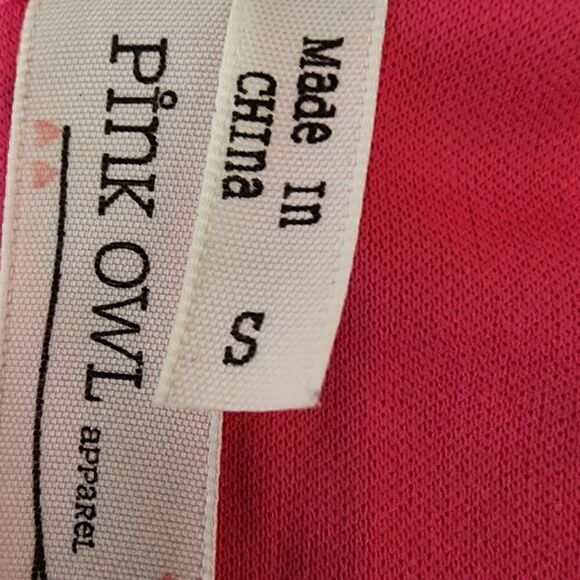 Pink OWL
apparel
Made In
CHIna
S